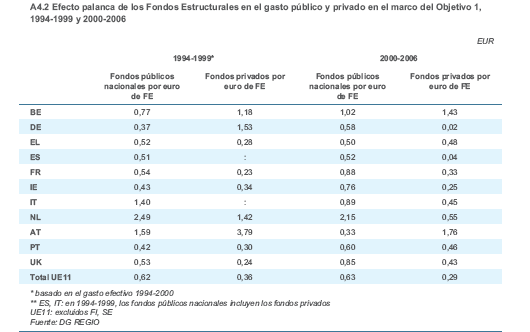 A4.2 Efecto palanca de los Fondos Estructurales en el gasto público y privado en el marco del Objetivo 1,
1994-1999 y 2000-2006
EUR
1994-1999* 2000-2006
Fondos públicos nacionales por euro de FE Fondos privados por euro de FE Fondos públicos nacionales por euro de FE Fondos privados por euro de FE
BE 0,77 1,18 1,02 1,43
DE 0,37 1,53 0,58 0,02
EL 0,52 0,28 0,50 0,48
ES 0,51 : 0,52 0,04
FR 0,54 0,23 0,88 0,33
IE 0,43 0,34 0,76 0,25
IT 1,40 : 0,89 0,45
NL 2,49 1,42 2,15 0,55
AT 1,59 3,79 0,33 1,76
PT 0,42 0,30 0,60 0,46
UK 0,53 0,24 0,85 0,43
Total UE11 0,62 0,36 0,63 0,29
* basado en el gasto efectivo 1994-2000
** ES, IT: en 1994-1999, los fondos públicos nacionales incluyen los fondos privados
UE11: excluidos FI, SE
Fuente: DG REGIO